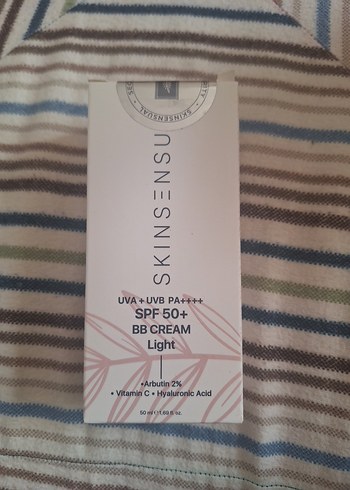 SKINSENSUAL
SKINSENSU
UVA + UVB PA++++
SPF 50+
BB CREAM
Light
•Arbutin 2%
• Vitamin C • Hyaluronic Acid
50 ml / 1.69 fl. oz.